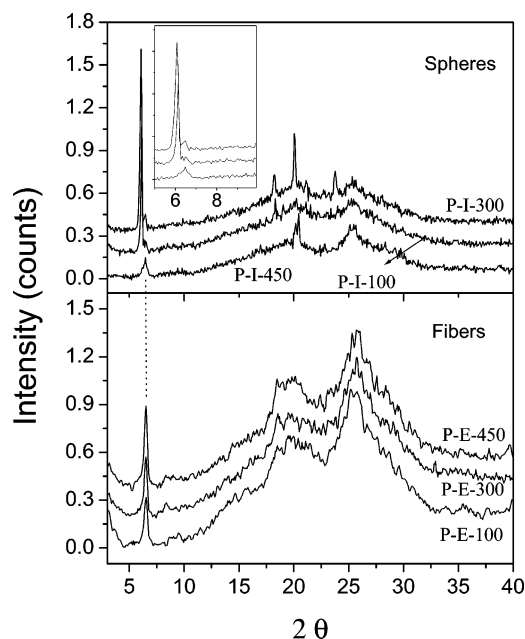 1.8
1.5
1.2
0.9
0.6
0.3
0.0
6 8
Spheres
P-I-300
P-I-450
P-I-100
Intensity (counts)
1.5
1.2
0.9
0.6
0.3
0.0
Fibers
P-E-450
P-E-300
P-E-100
5 10 15 20 25 30 35 40
2 θ